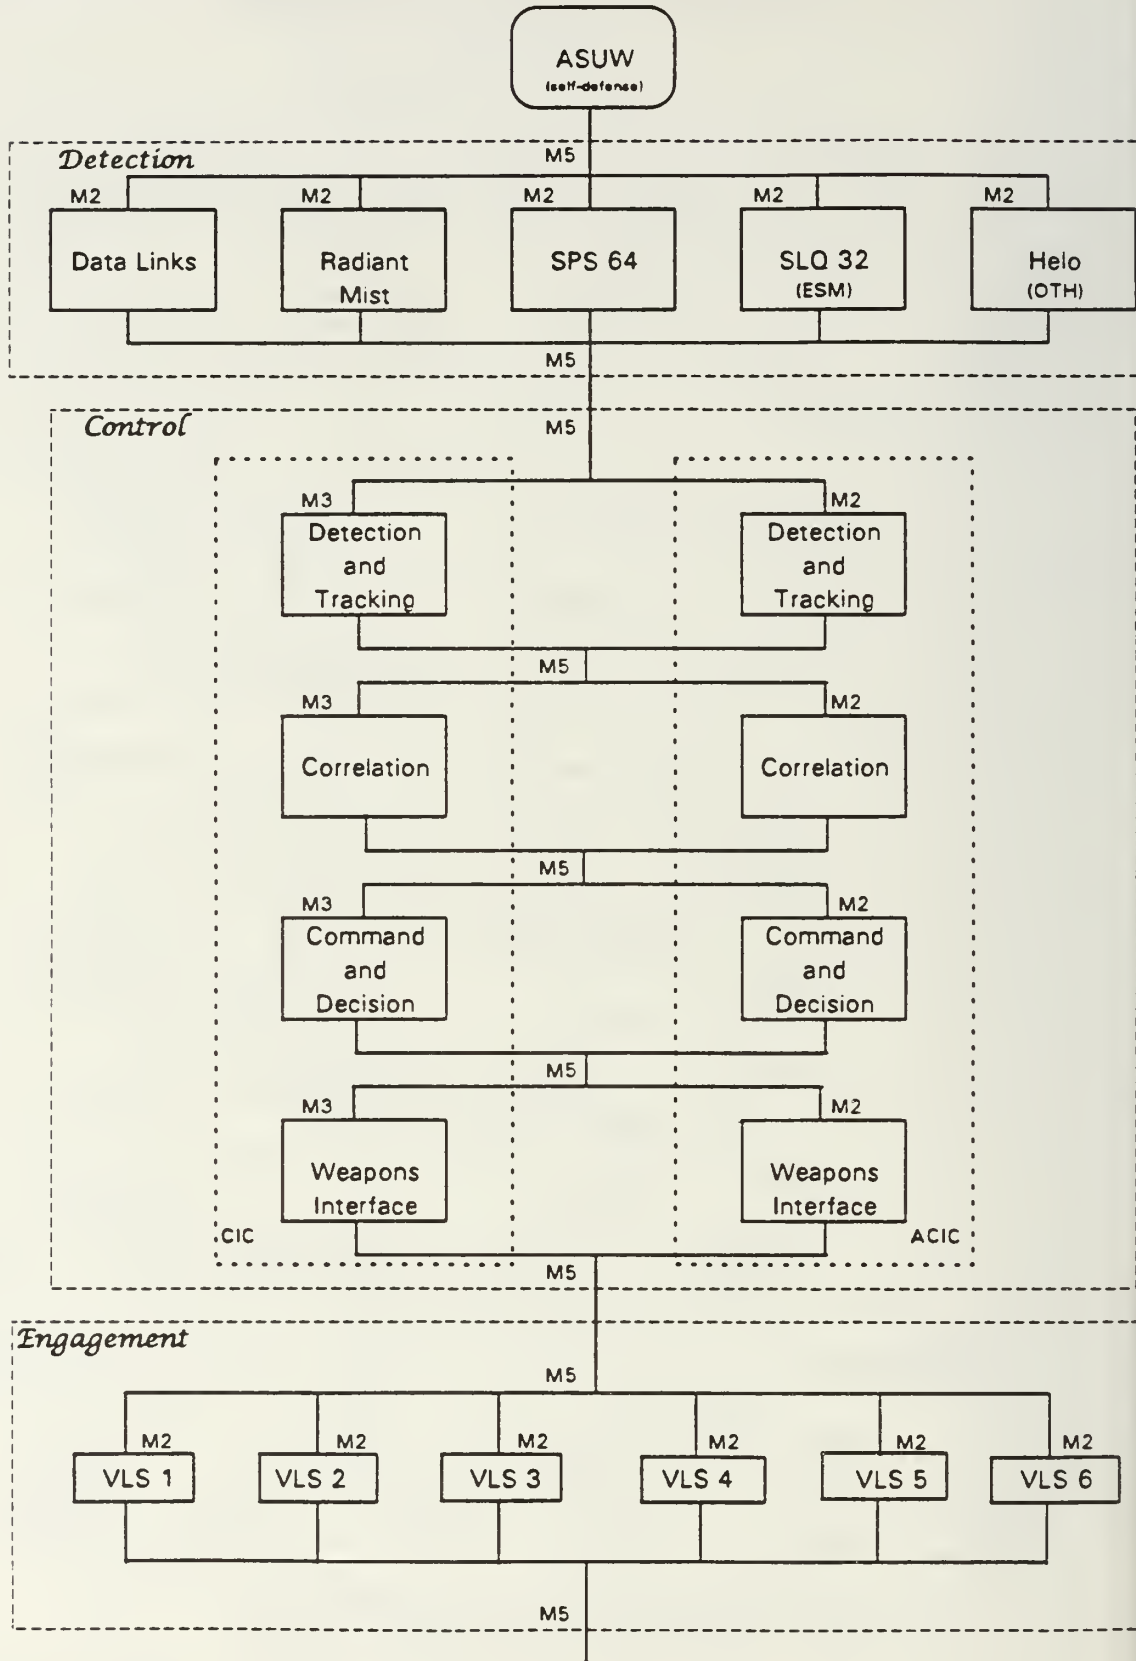 ASUW
(self-defense)
Detection
M5
M2 M2 M2 M2 M2
Data Links
Radiant
Mist
SPS 64
SLQ 32
(ESM)
Helo
(OTH)
M5
Control
M5
M3 M2
Detection
and
Tracking
Detection
and
Tracking
M5
M3 M2
Correlation
Correlation
M5
M3 M2
Command
and
Decision
Command
and
Decision
M5
M3 M2
Weapons
Interface
Weapons
Interface
CIC
ACIC
M5
Engagement
M5
M2 M2 M2 M2 M2 M2
VLS 1 VLS 2 VLS 3 VLS 4 VLS 5 VLS 6
M5